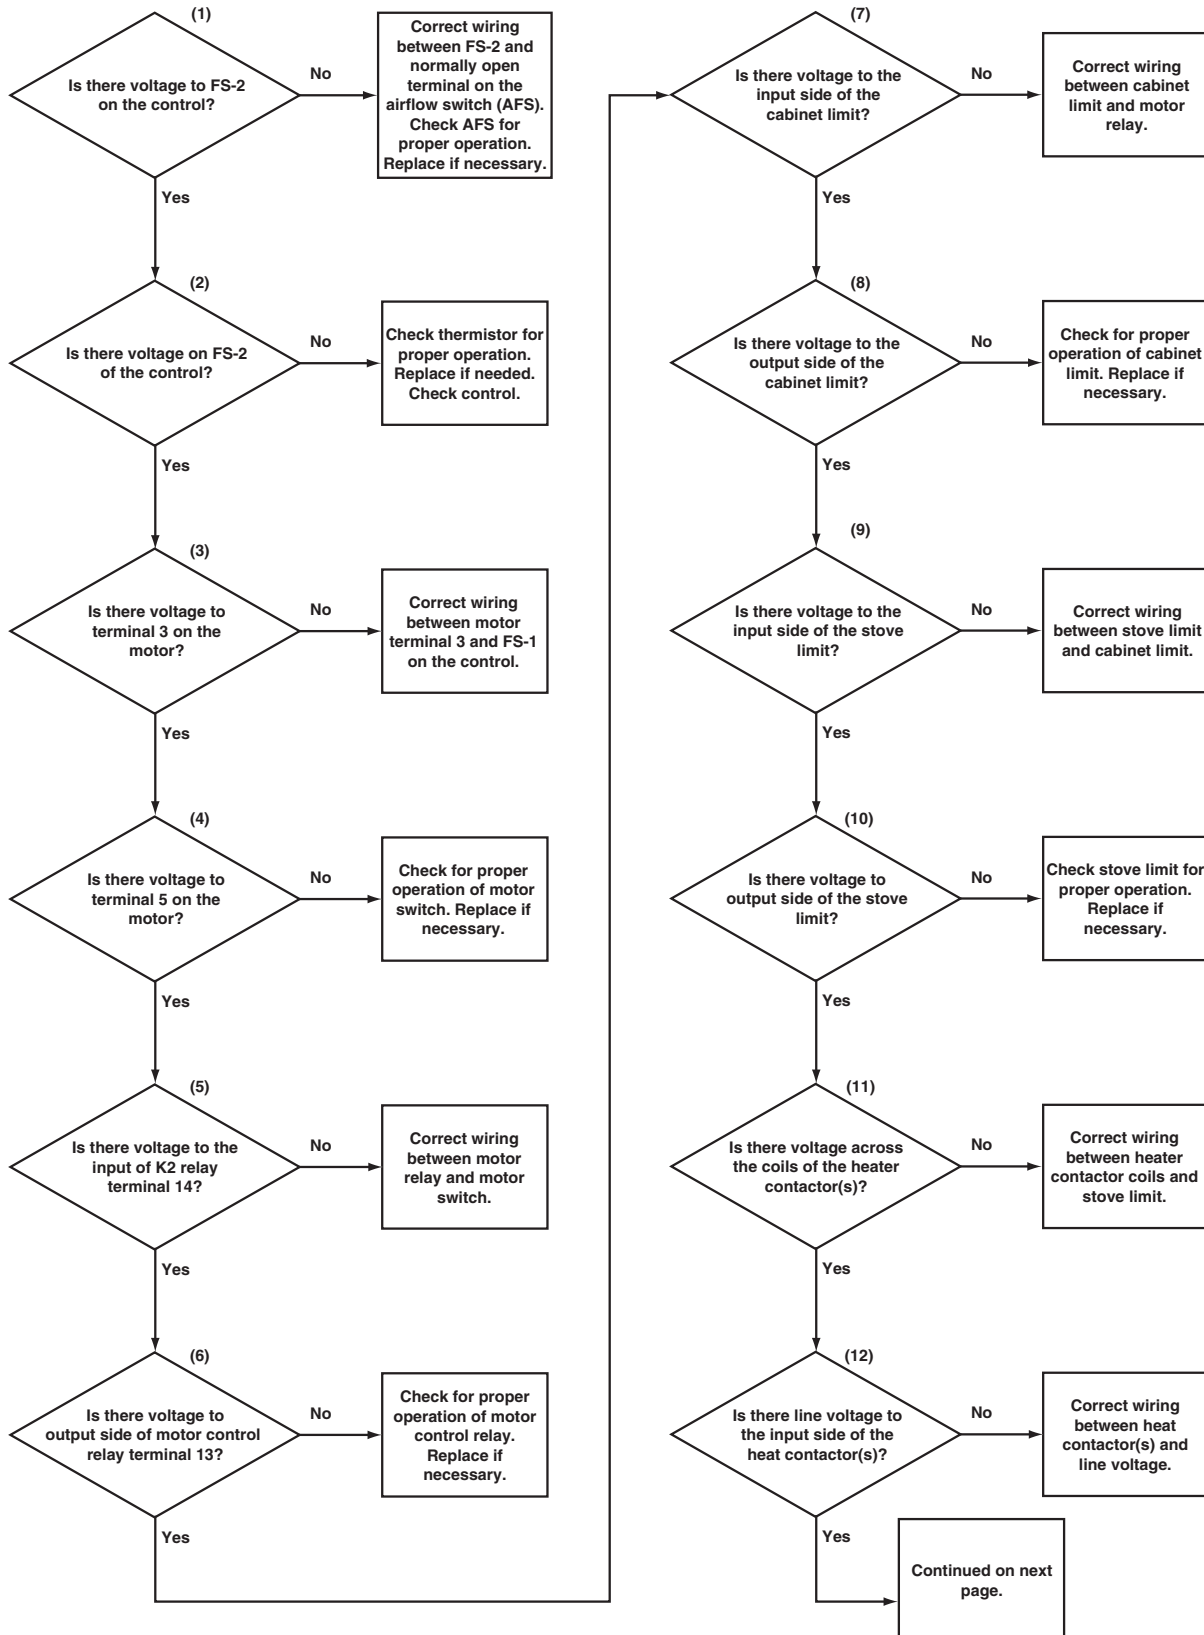 (1)
Is there voltage to FS-2
on the control?
No
Correct wiring
between FS-2 and
normally open
terminal on the
airflow switch (AFS).
Check AFS for
proper operation.
Replace if necessary.
Yes
(2)
Is there voltage on FS-2
of the control?
No
Check thermistor for
proper operation.
Replace if needed.
Check control.
Yes
(3)
Is there voltage to
terminal 3 on the
motor?
No
Correct wiring
between motor
terminal 3 and FS-1
on the control.
Yes
(4)
Is there voltage to
terminal 5 on the
motor?
No
Check for proper
operation of motor
switch. Replace if
necessary.
Yes
(5)
Is there voltage to the
input of K2 relay
terminal 14?
No
Correct wiring
between motor
relay and motor
switch.
Yes
(6)
Is there voltage to
output side of motor control
relay terminal 13?
No
Check for proper
operation of motor
control relay.
Replace if
necessary.
Yes
(7)
Is there voltage to the
input side of the
cabinet limit?
No
Correct wiring
between cabinet
limit and motor
relay.
Yes
(8)
Is there voltage to the
output side of the
cabinet limit?
No
Check for proper
operation of cabinet
limit. Replace if
necessary.
Yes
(9)
Is there voltage to the
input side of the stove
limit?
No
Correct wiring
between stove limit
and cabinet limit.
Yes
(10)
Is there voltage to
output side of the stove
limit?
No
Check stove limit for
proper operation.
Replace if
necessary.
Yes
(11)
Is there voltage across
the coils of the heater
contactor(s)?
No
Correct wiring
between heater
contactor coils and
stove limit.
Yes
(12)
Is there line voltage to
the input side of the
heat contactor(s)?
No
Correct wiring
between heat
contactor(s) and
line voltage.
Yes
Continued on next
page.